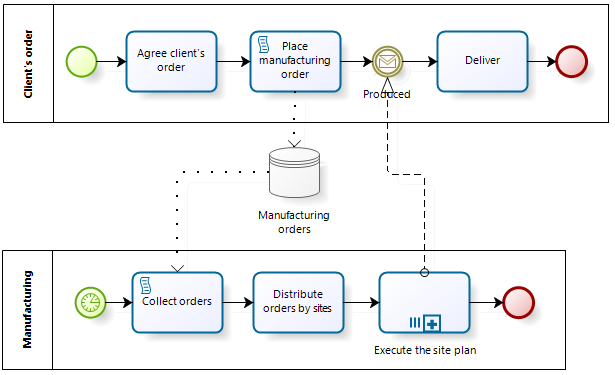 Client's order
Agree client's
order
Place
manufacturing
order
Produced
Deliver
Manufacturing
orders
Manufacturing
Collect orders
Distribute
orders by sites
Execute the site plan